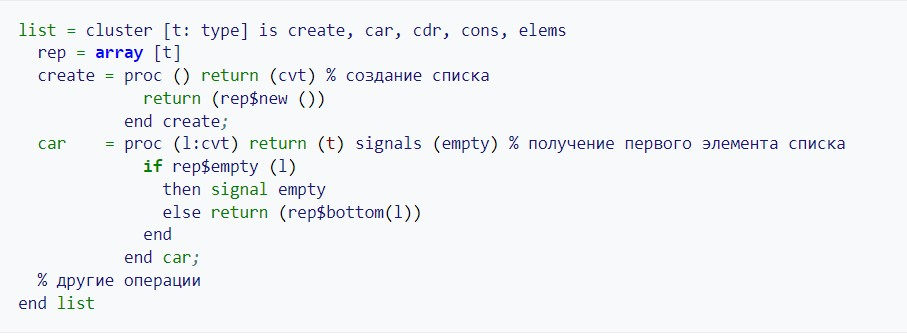 list = cluster [t: type] is create, car, cdr, cons, elems
  rep = array [t]
  create = proc () return (cvt) % создание списка
            return (rep$new ())
          end create;
  car    = proc (l:cvt) return (t) signals (empty) % получение первого элемента списка
            if rep$empty (l)
              then signal empty
              else return (rep$bottom(l))
            end
          end car;
  % другие операции
end list